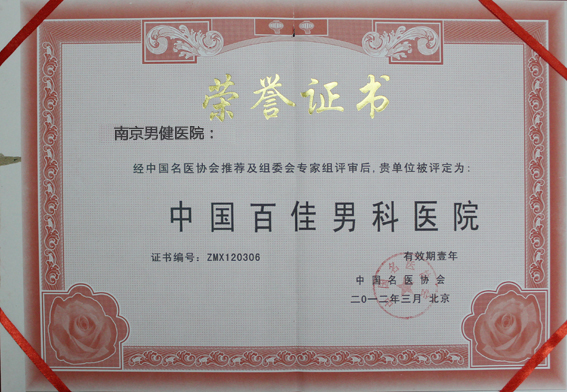 荣誉证书
南京男健医院：
经中国名医协会推荐及组委会专家组评审后，贵单位被评定为：
中国百佳男科医院
证书编号：ZMX120306
有效期壹年
中国名医协会
二〇一二年三月 北京